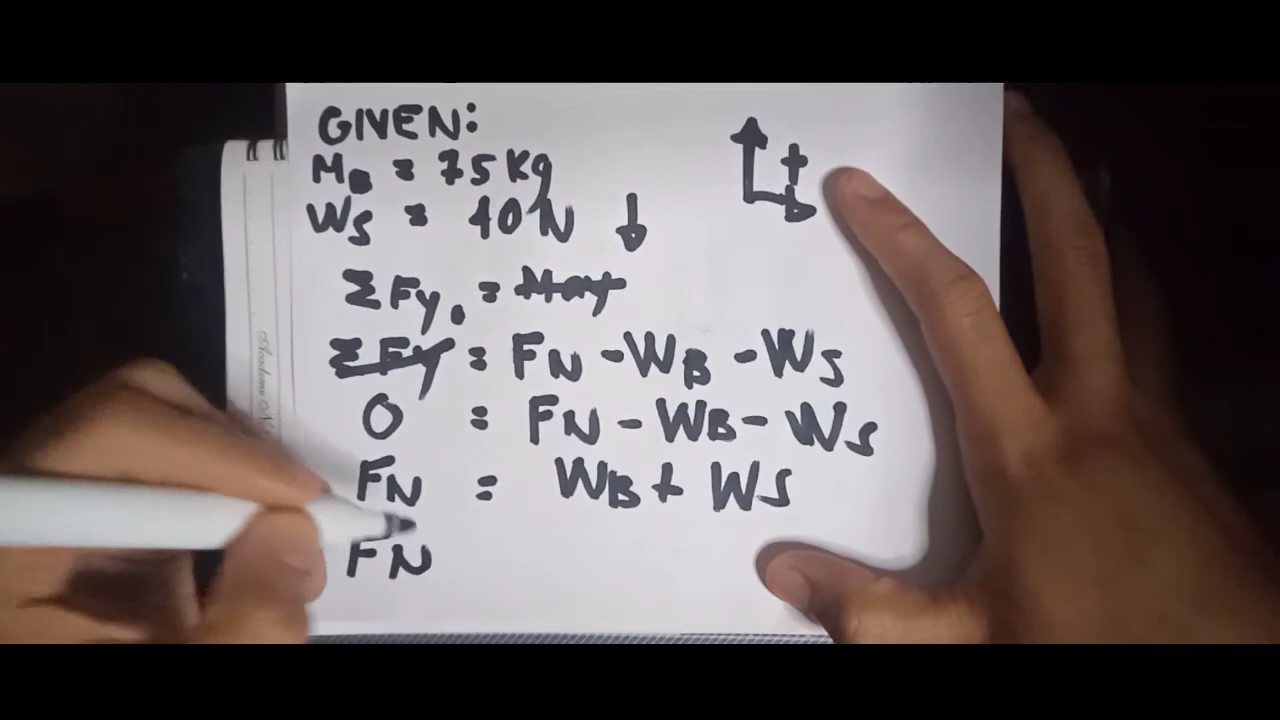 GIVEN:
MB = 75 Kg
WS = 40 N
ΣFy =
ΣFy = FN - WB - WS
0 = FN - WB - WS
FN = WB + WS
FN